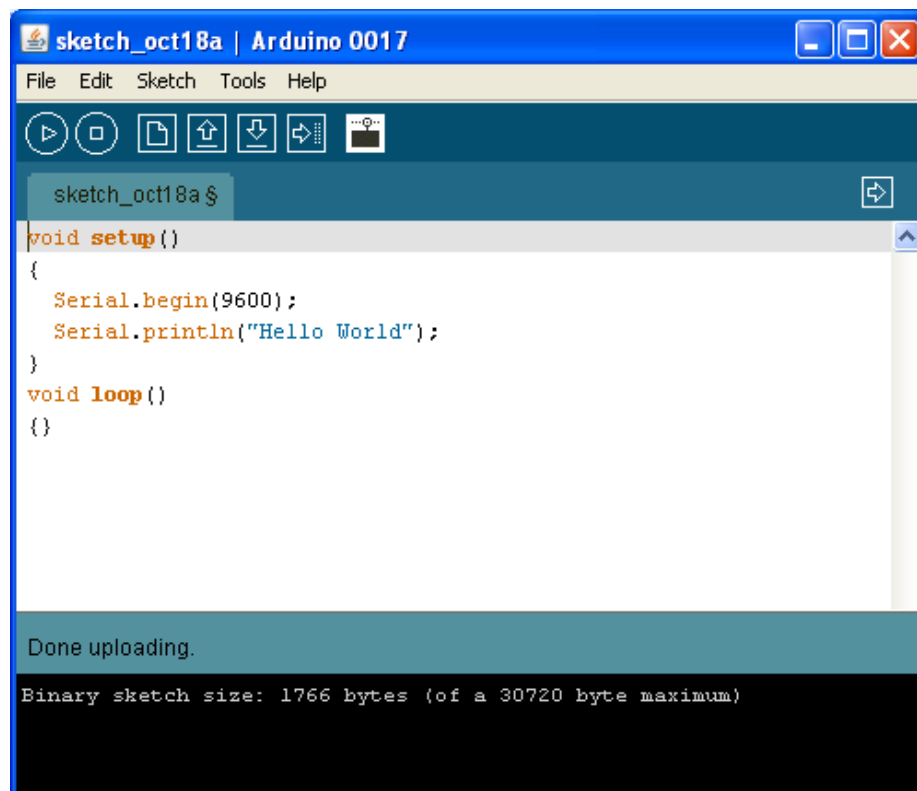 sketch_oct18a | Arduino 0017
File Edit Sketch Tools Help
sketch_oct18a §
void setup()
{
  Serial.begin(9600);
  Serial.println("Hello World");
}
void loop()
{}
Done uploading.
Binary sketch size: 1766 bytes (of a 30720 byte maximum)